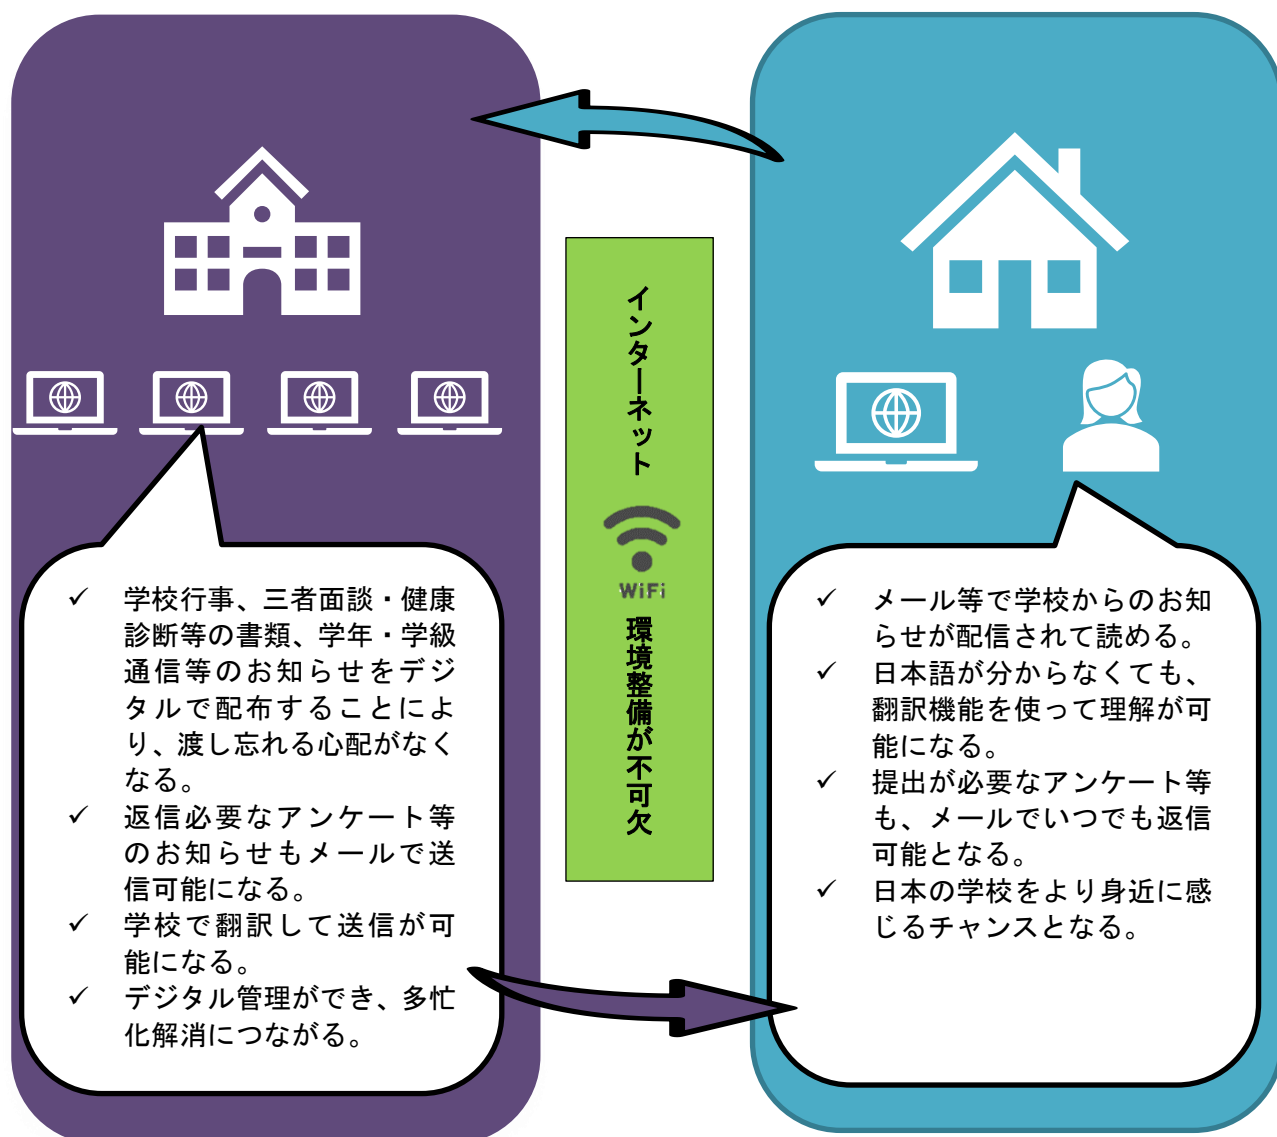 ✓ 学校行事、三者面談・健康
診断等の書類、学年・学級
通信等のお知らせをデジ
タルで配布することによ
り、渡し忘れる心配がなく
なる。
✓ 返信必要なアンケート等
のお知らせもメールで送
信可能になる。
✓ 学校で翻訳して送信が可
能になる。
✓ デジタル管理ができ、多忙
化解消につながる。
インターネット
WiFi
環境整備が不可欠
✓ メール等で学校からのお知
らせが配信されて読める。
✓ 日本語が分からなくても、
翻訳機能を使って理解が可
能になる。
✓ 提出が必要なアンケート等
も、メールでいつでも返信
可能となる。
✓ 日本の学校をより身近に感
じるチャンスとなる。